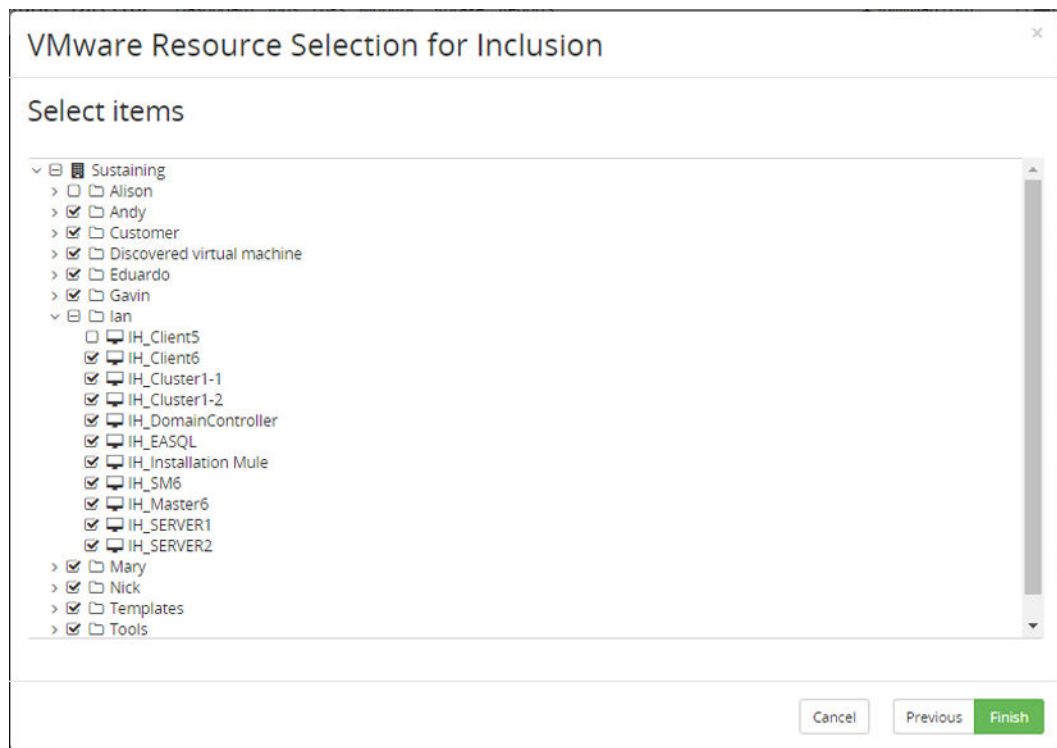 VMware Resource Selection for Inclusion
Select items
Sustaining
Alison
Andy
Customer
Discovered virtual machine
Eduardo
Gavin
Ian
IH_Client5
IH_Client6
IH_Cluster1-1
IH_Cluster1-2
IH_DomainController
IH_EASQL
IH_Installation Mule
IH_SM6
IH_Master6
IH_SERVER1
IH_SERVER2
Mary
Nick
Templates
Tools
Cancel Previous Finish